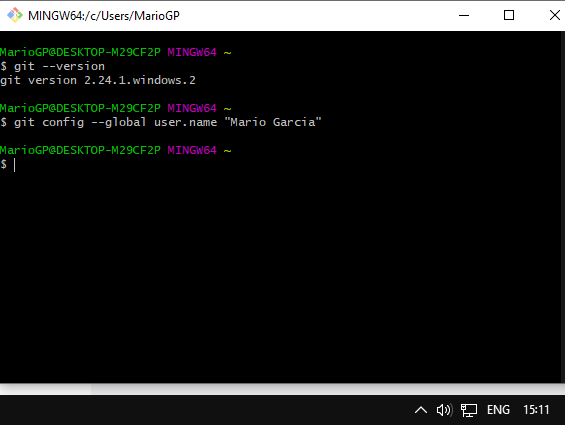 MINGW64:/c/Users/MarioGP
MarioGP@DESKTOP-M29CF2P MINGW64 ~
$ git --version
git version 2.24.1.windows.2
MarioGP@DESKTOP-M29CF2P MINGW64 ~
$ git config --global user.name "Mario Garcia"
MarioGP@DESKTOP-M29CF2P MINGW64 ~
$
ENG 15:11